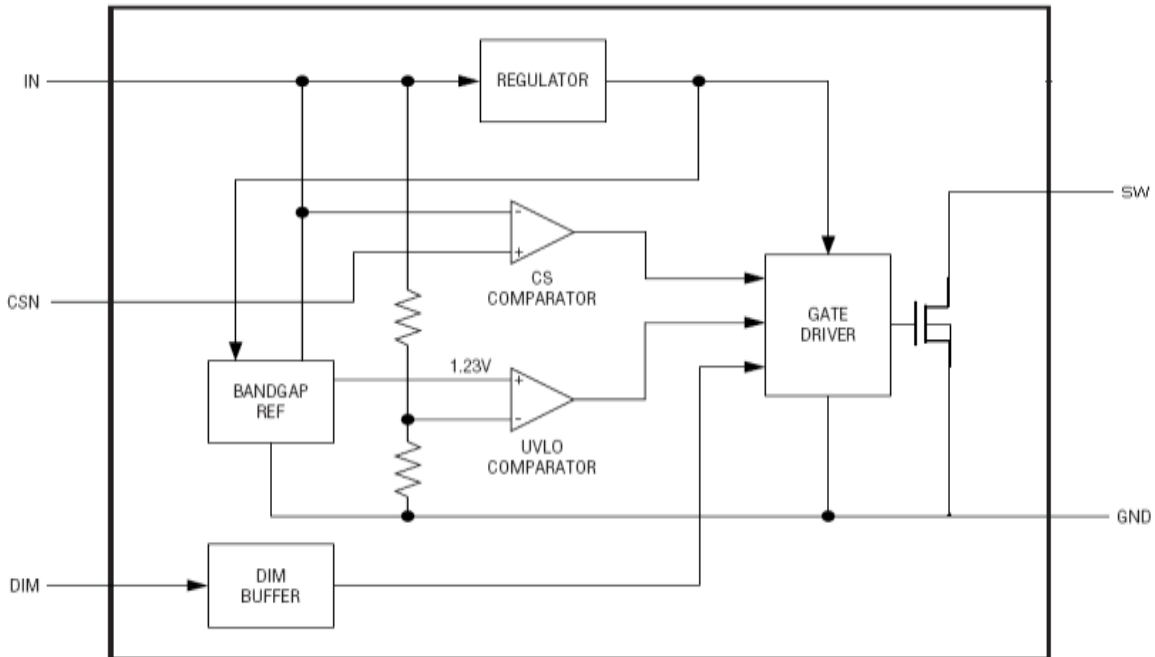 IN
REGULATOR
SW
-
+
CS
COMPARATOR
CSN
GATE
DRIVER
1.23V
BANDGAP
REF
+
-
UVLO
COMPARATOR
GND
DIM
DIM
BUFFER